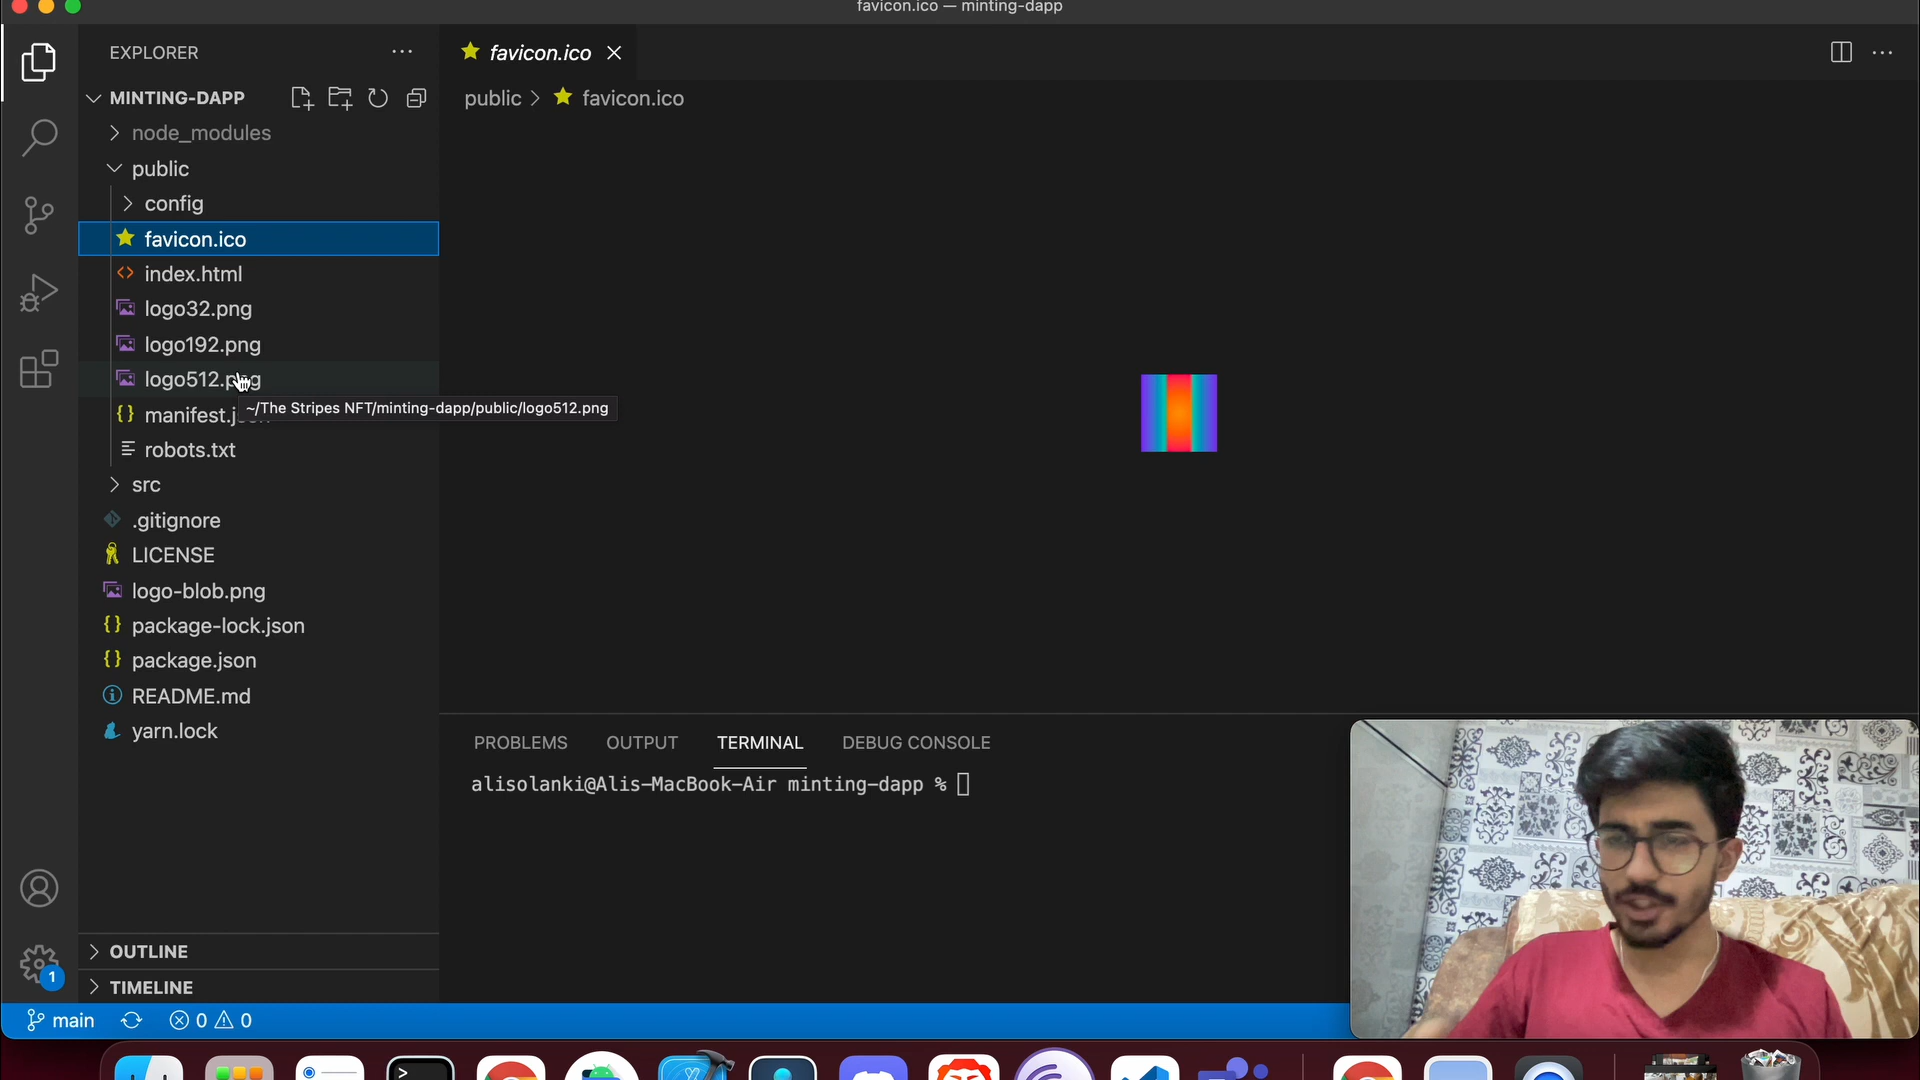 favicon.ico — minting-dapp
EXPLORER
MINTING-DAPP
node_modules
public
config
favicon.ico
index.html
logo32.png
logo192.png
logo512.png
~/The Stripes NFT/minting-dapp/public/logo512.png
manifest.json
robots.txt
src
.gitignore
LICENSE
logo-blob.png
package-lock.json
package.json
README.md
yarn.lock
OUTLINE
TIMELINE
1
main
0
0
favicon.ico
public > favicon.ico
PROBLEMS
OUTPUT
TERMINAL
DEBUG CONSOLE
alisolanki@Alis-MacBook-Air minting-dapp %